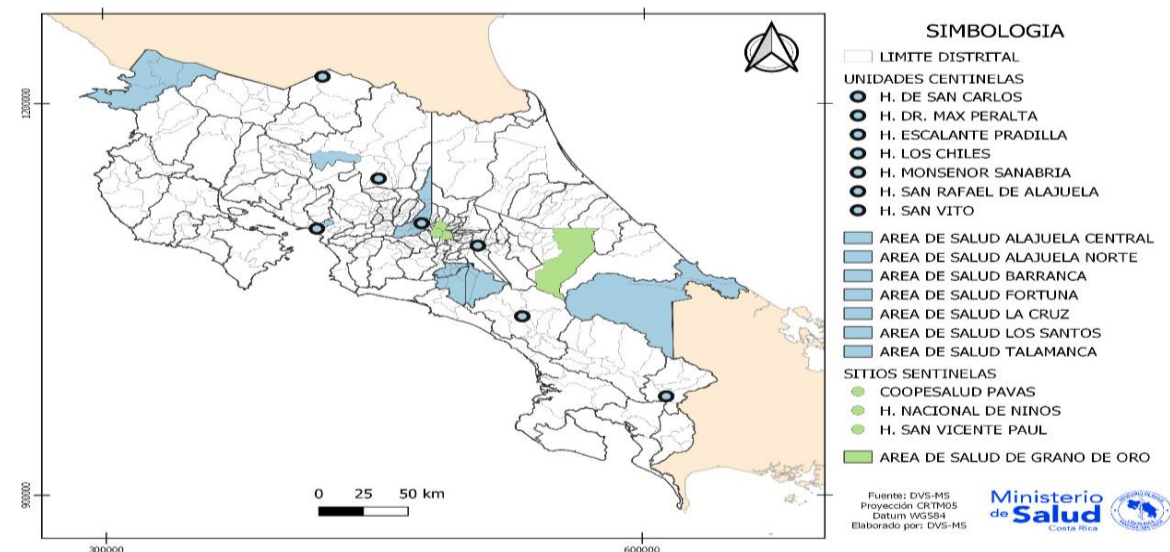 SIMBOLOGIA
LIMITE DISTRITAL
UNIDADES CENTINELAS
H. DE SAN CARLOS
H. DR. MAX PERALTA
H. ESCALANTE PRADILLA
H. LOS CHILES
H. MONSENOR SANABRIA
H. SAN RAFAEL DE ALAJUELA
H. SAN VITO
AREA DE SALUD ALAJUELA CENTRAL
AREA DE SALUD ALAJUELA NORTE
AREA DE SALUD BARRANCA
AREA DE SALUD FORTUNA
AREA DE SALUD LA CRUZ
AREA DE SALUD LOS SANTOS
AREA DE SALUD TALAMANCA
SITIOS SENTINELAS
COOPESALUD PAVAS
H. NACIONAL DE NINOS
H. SAN VICENTE PAUL
AREA DE SALUD DE GRANO DE ORO
Fuente: DVS-MS
Proyección CRTM05
Datum WGS84
Elaborado por: DVS-MS
Ministerio
de Salud
Costa Rica
1200000
900000
0 25 50 km
300000
600000